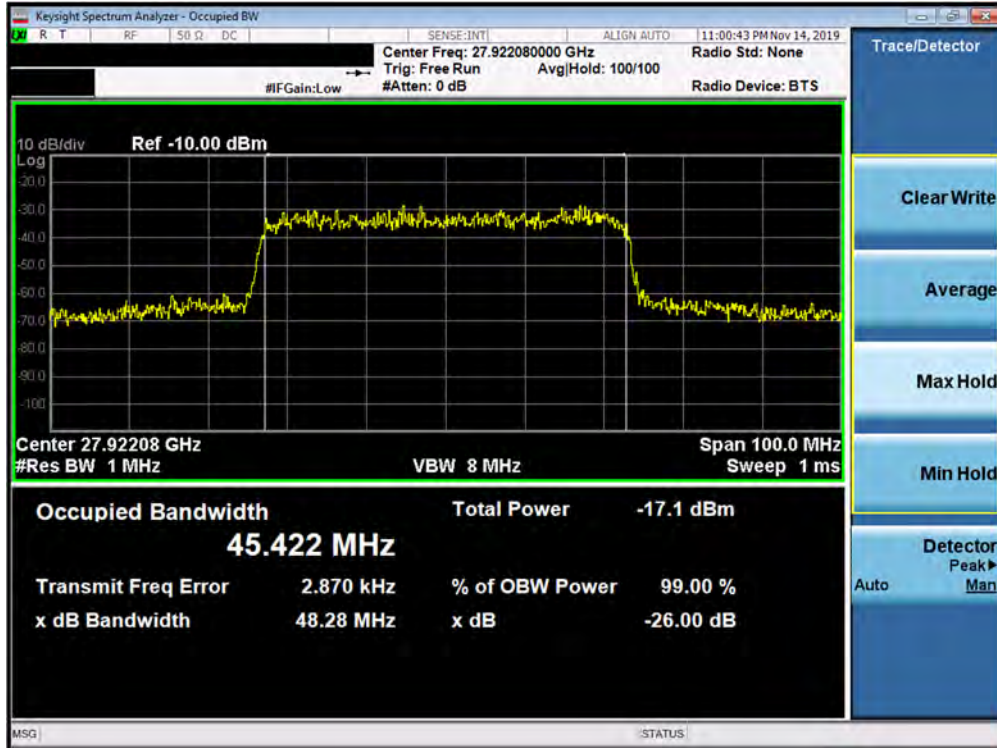 Keysight Spectrum Analyzer - Occupied BW
LXI R T RF 50 Ω DC SENSE:INT ALIGN AUTO 11:00:43 PM Nov 14, 2019
Center Freq: 27.922080000 GHz Radio Std: None
Trig: Free Run Avg|Hold: 100/100
#IFGain:Low #Atten: 0 dB Radio Device: BTS
10 dB/div Ref -10.00 dBm
Log
-20.0
-30.0
-40.0
-50.0
-60.0
-70.0
-80.0
-90.0
-100
Center 27.92208 GHz Span 100.0 MHz
#Res BW 1 MHz VBW 8 MHz Sweep 1 ms
Occupied Bandwidth Total Power -17.1 dBm
45.422 MHz
Transmit Freq Error 2.870 kHz % of OBW Power 99.00 %
x dB Bandwidth 48.28 MHz x dB -26.00 dB
MSG STATUS
Trace/Detector
Clear Write
Average
Max Hold
Min Hold
Detector
Peak▶
Auto Man